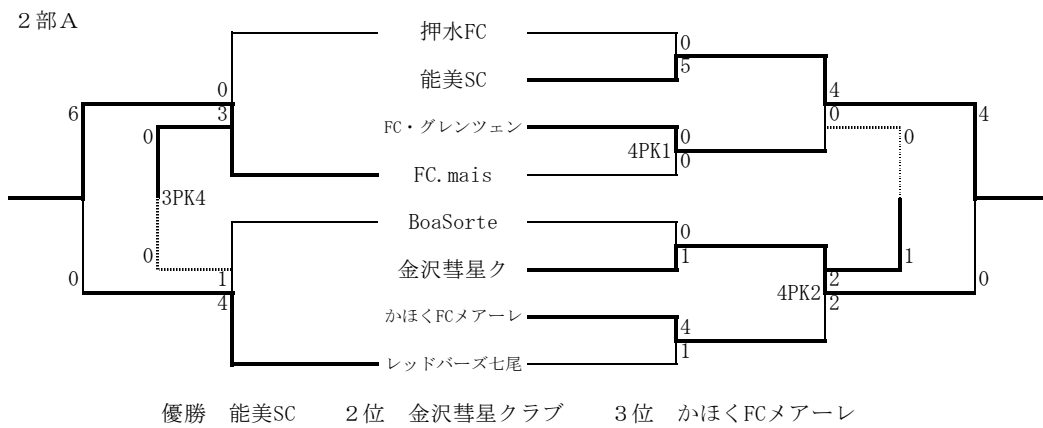 ２部Ａ
押水FC
0
能美SC
5
0
4
6
3
4
FC・グレンツェン
0
0
0
0
4PK1
0
FC.mais
3PK4
BoaSorte
0
0
金沢彗星ク
1
1
0
1
2
0
4PK2
4
2
かほくFCメアーレ
4
1
レッドバーズ七尾
優勝　能美SC　　２位　金沢彗星クラブ　　３位　かほくFCメアーレ